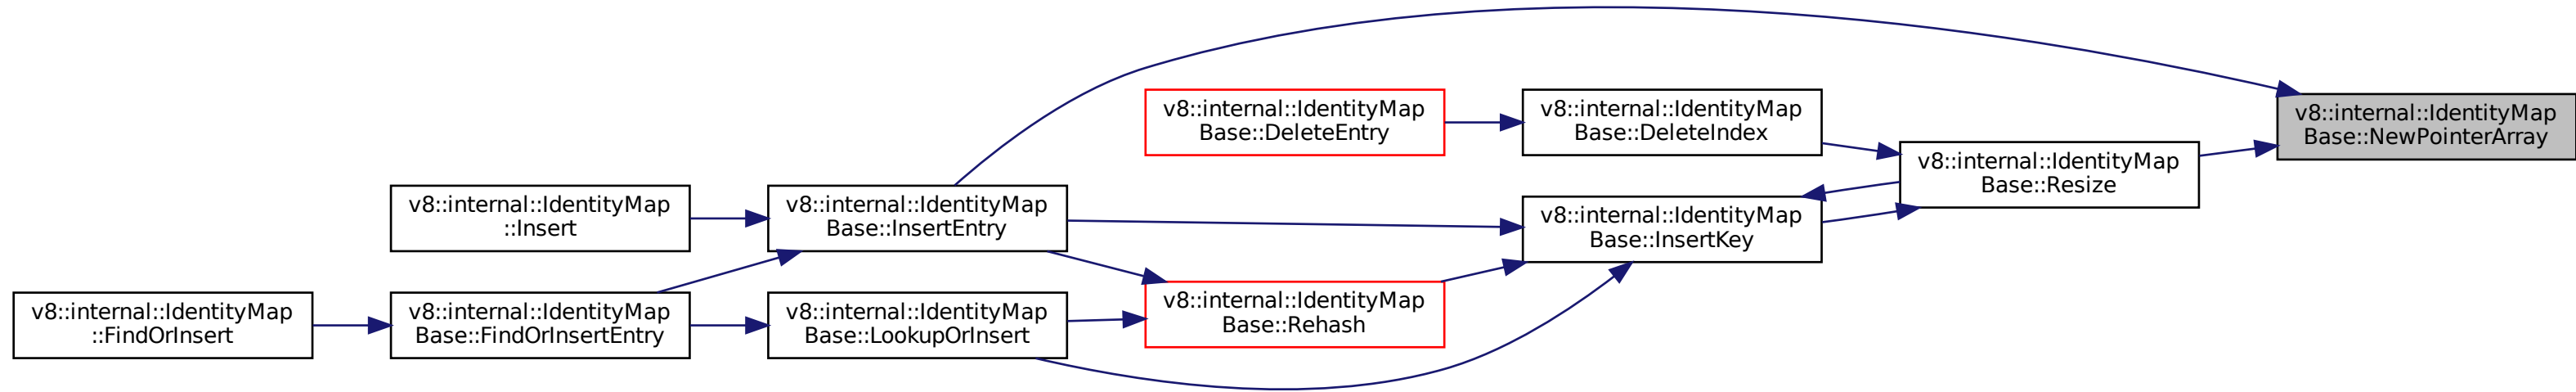 v8::internal::IdentityMap
Base::NewPointerArray
v8::internal::IdentityMap
Base::DeleteEntry
v8::internal::IdentityMap
Base::DeleteIndex
v8::internal::IdentityMap
Base::Resize
v8::internal::IdentityMap
::Insert
v8::internal::IdentityMap
Base::InsertEntry
v8::internal::IdentityMap
Base::InsertKey
v8::internal::IdentityMap
::FindOrInsert
v8::internal::IdentityMap
Base::FindOrInsertEntry
v8::internal::IdentityMap
Base::LookupOrInsert
v8::internal::IdentityMap
Base::Rehash